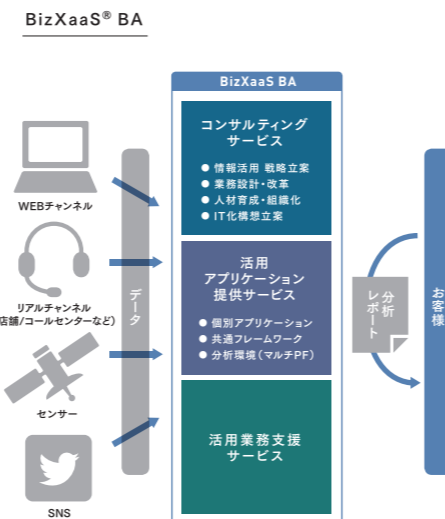 BizXaaS® BA
BizXaaS BA
WEBチャンネル
リアルチャンネル
店舗/コールセンターなど)
センサー
SNS
データ
コンサルティング
サービス
● 情報活用 戦略立案
● 業務設計・改革
● 人材育成・組織化
● IT化構想立案
活用
アプリケーション
提供サービス
● 個別アプリケーション
● 共通フレームワーク
● 分析環境(マルチPF)
活用業務支援
サービス
分析
レポート
お客様